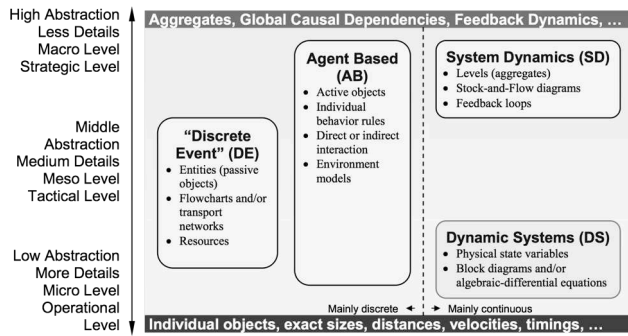 High Abstraction
Less Details
Macro Level
Strategic Level
Middle
Abstraction
Medium Details
Meso Level
Tactical Level
Low Abstraction
More Details
Micro Level
Operational
Level
Aggregates, Global Causal Dependencies, Feedback Dynamics, ...
"Discrete
Event" (DE)
• Entities (passive
objects)
• Flowcharts and/or
transport
networks
• Resources
Agent Based
(AB)
• Active objects
• Individual
behavior rules
• Direct or indirect
interaction
• Environment
models
System Dynamics (SD)
• Levels (aggregates)
• Stock-and-Flow diagrams
• Feedback loops
Dynamic Systems (DS)
• Physical state variables
• Block diagrams and/or
algebraic-differential equations
Mainly discrete
Mainly continuous
Individual objects, exact sizes, distances, velocities, timings, ...